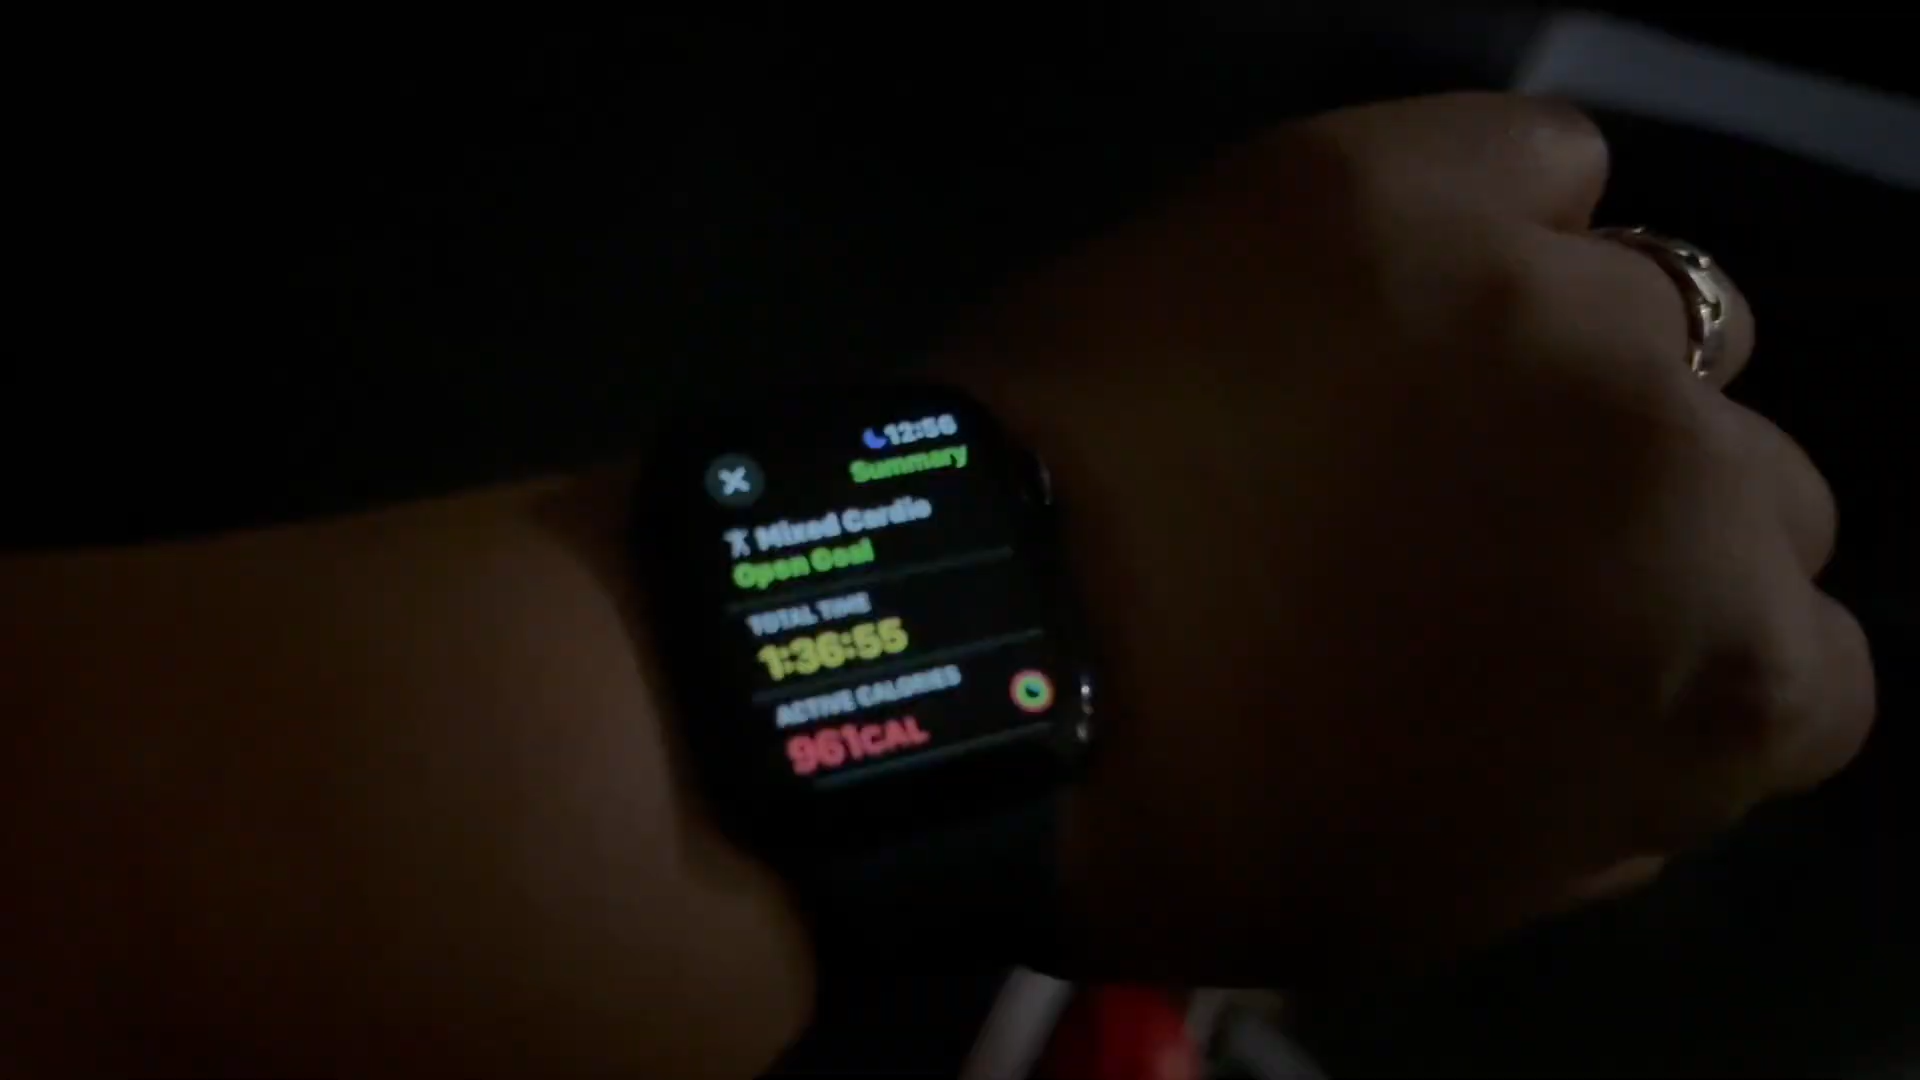 12:56
Summary
Mixed Cardio
Open Goal
TOTAL TIME
1:36:55
ACTIVE CALORIES
961CAL